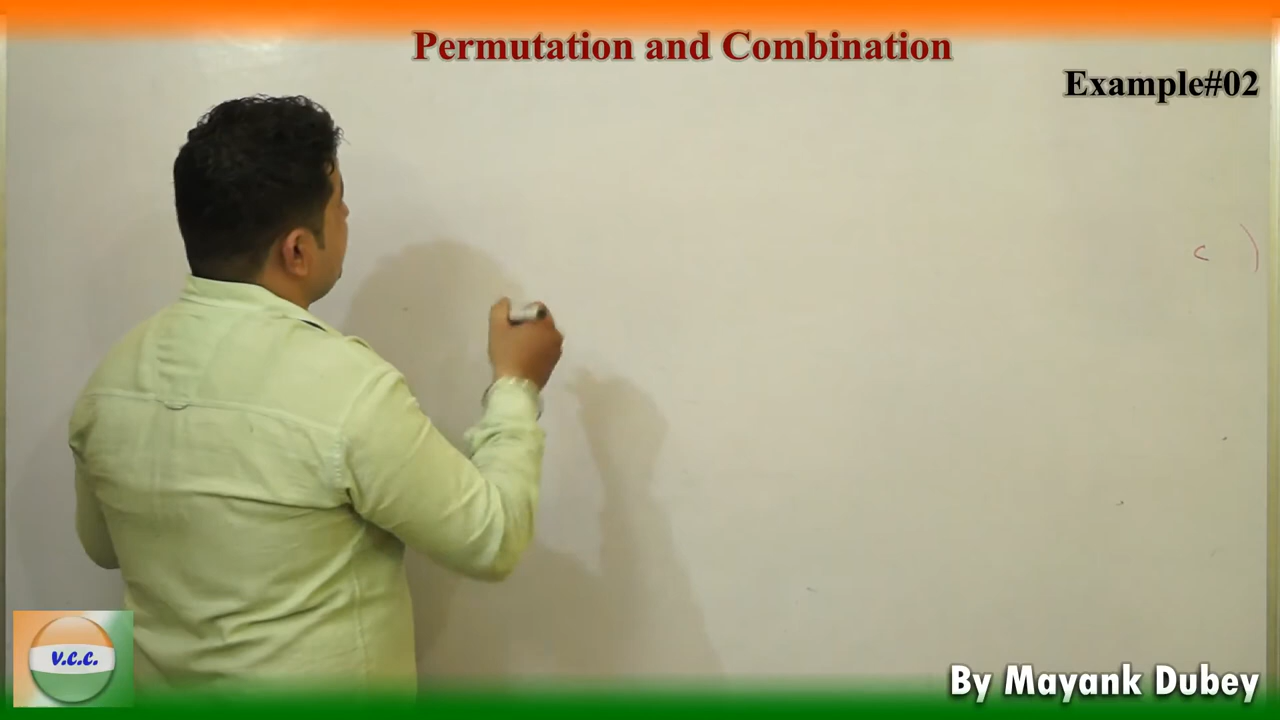 Permutation and Combination
Example#02
c )
V.C.C.
By Mayank Dubey